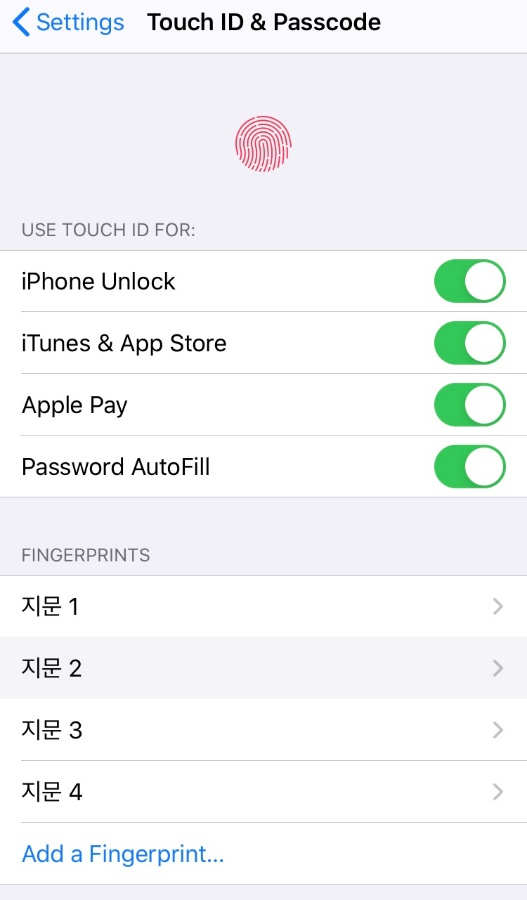 Settings Touch ID & Passcode
USE TOUCH ID FOR:
iPhone Unlock
iTunes & App Store
Apple Pay
Password AutoFill
FINGERPRINTS
지문 1
지문 2
지문 3
지문 4
Add a Fingerprint...